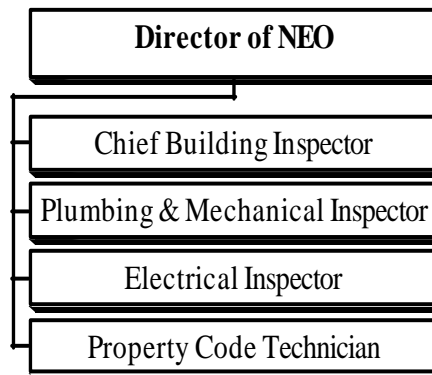 Director of NEO
Chief Building Inspector
Plumbing & Mechanical Inspector
Electrical Inspector
Property Code Technician